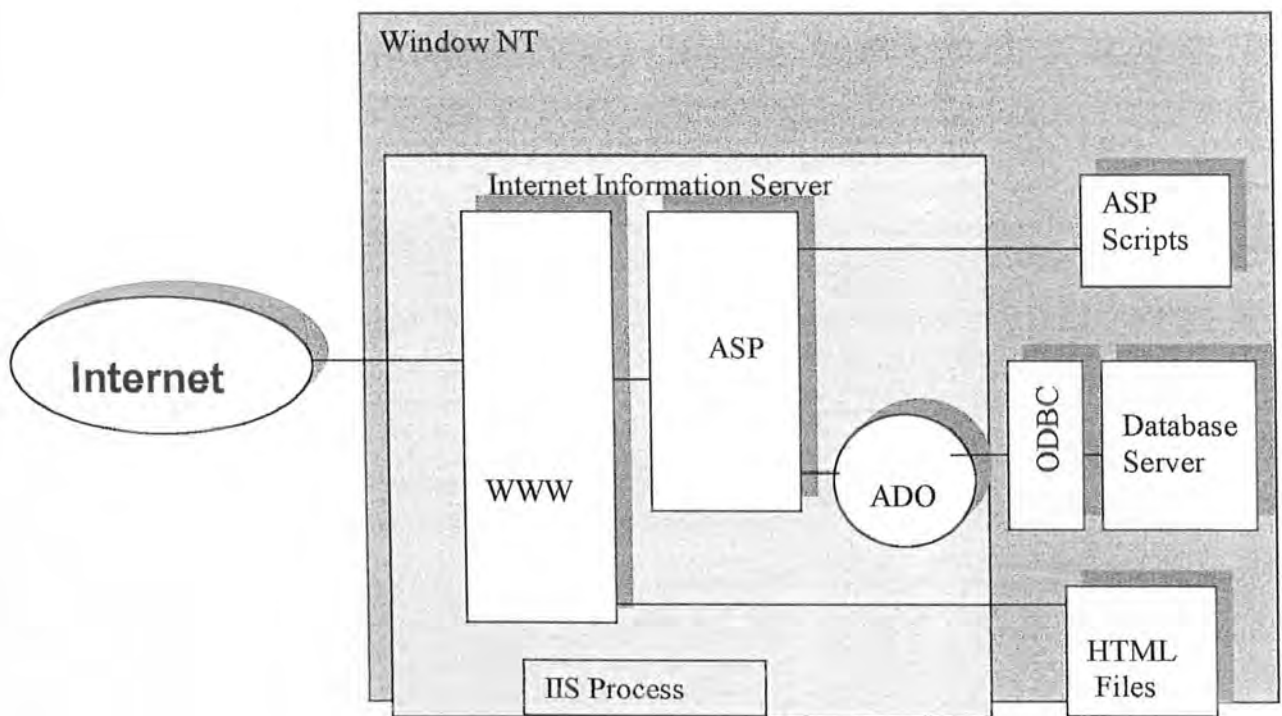 Window NT
Internet Information Server
ASP
Scripts
Internet
ASP
WWW
ADO
ODBC
Database
Server
HTML
Files
IIS Process